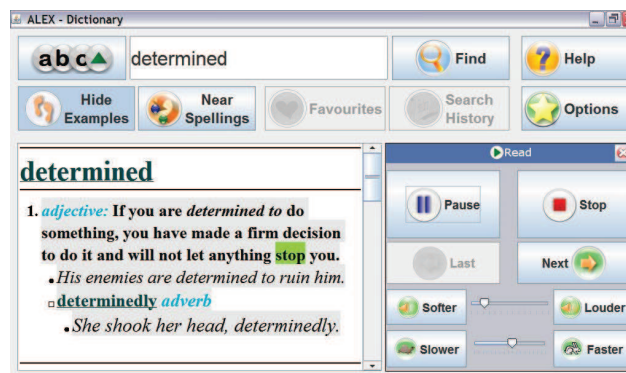 ALEX - Dictionary
abc
determined
Find
Help
Hide
Examples
Near
Spellings
Favourites
Search
History
Options
determined
1. adjective: If you are determined to do
something, you have made a firm decision
to do it and will not let anything stop you.
His enemies are determined to ruin him.
determinedly adverb
She shook her head, determinedly.
Read
Pause
Stop
Last
Next
Softer
Louder
Slower
Faster